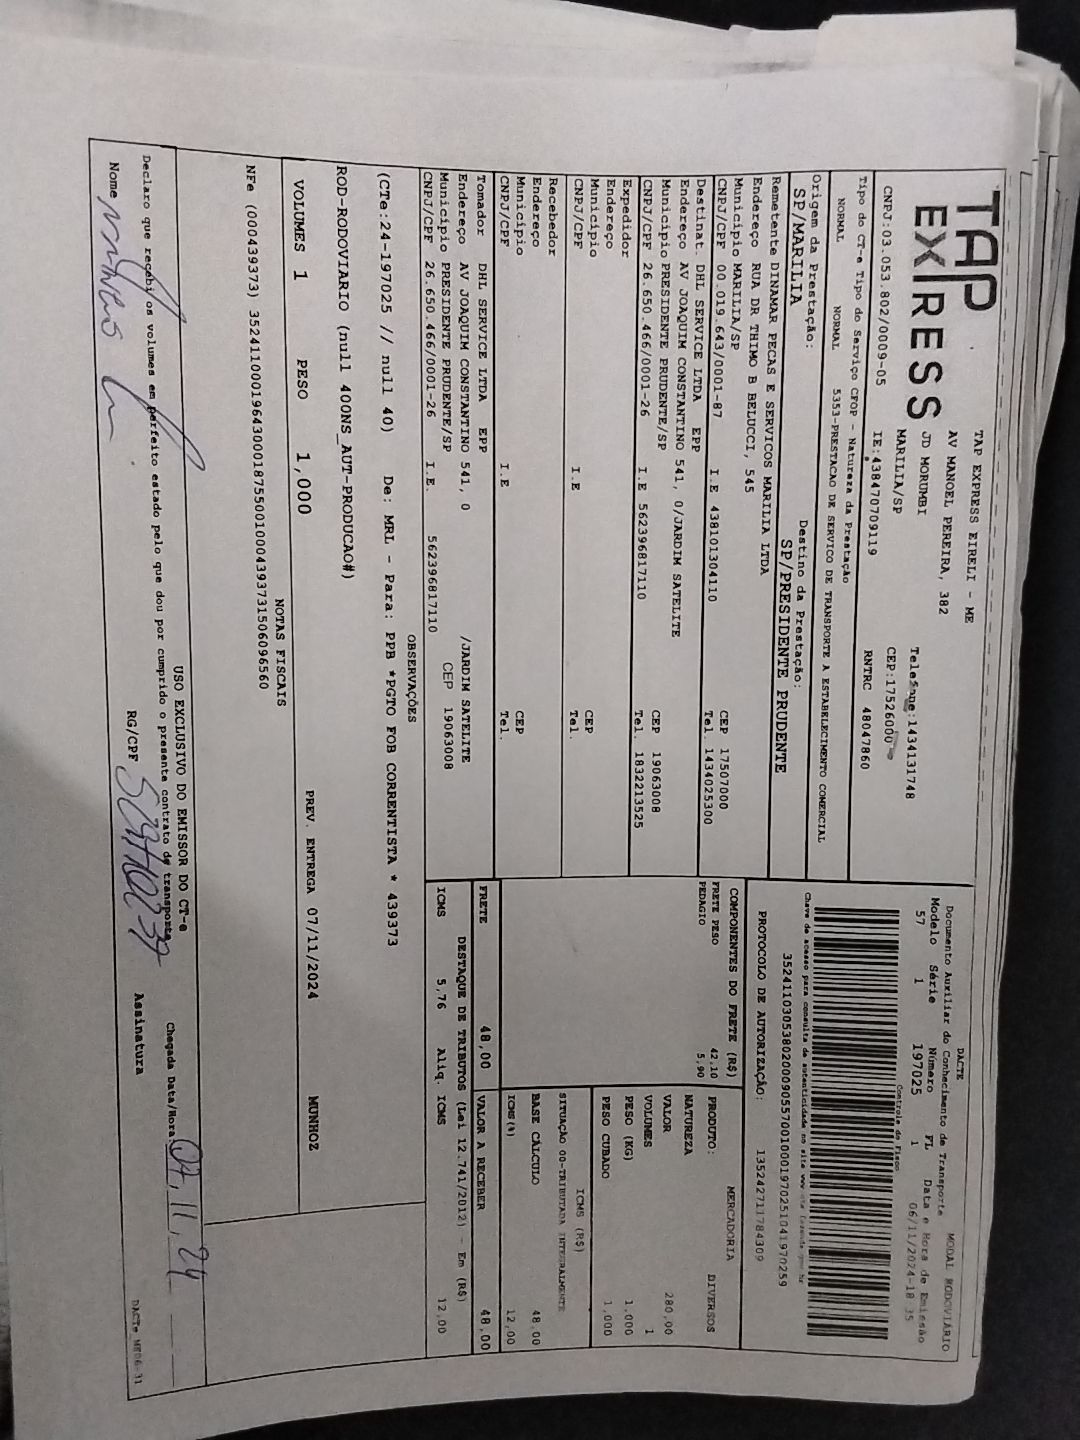 TAP
EXPRESS
TAP EXPRESS EIRELI - ME
AV MANOEL PEREIRA, 382
JD MORUMBI
MARILIA/SP
Telefone:1434131748
CEP:17526000
CNPJ:03.053.802/0009-05 IE:438470709119 RNTRC 48047860
Tipo do CT-e Tipo do Serviço CFOP - Natureza da Prestação
NORMAL NORMAL 5353-PRESTACAO DE SERVICO DE TRANSPORTE A ESTABELECIMENTO COMERCIAL
Origem da Prestação: Destino da Prestação:
SP/MARILIA SP/PRESIDENTE PRUDENTE
DACTE
Documento Auxiliar do Conhecimento de Transporte MODAL RODOVIÁRIO
Modelo Série Número FL Data e Hora de Emissão
57 1 197025 1 06/11/2024-18 35
Controle do Fisco
Chave de acesso para consulta de autenticidade no site www
35241103053802000905570010001970251041970259
PROTOCOLO DE AUTORIZAÇÃO: 135242711784309
Remetente DINAMAR PECAS E SERVICOS MARILIA LTDA
Endereço RUA DR THIMO B BELUCCI, 545
Município MARILIA/SP CEP 17507000
CNPJ/CPF 00.019.643/0001-87 I.E 438101304110 Tel. 1434025300
Destinat. DHL SERVICE LTDA EPP
Endereço AV JOAQUIM CONSTANTINO 541, 0/JARDIM SATELITE
Município PRESIDENTE PRUDENTE/SP CEP 19063008
CNPJ/CPF 26.650.466/0001-26 I.E 562396817110 Tel. 1832213525
Expedidor
Endereço
Município CEP
CNPJ/CPF I.E Tel.
Recebedor
Endereço
Município CEP
CNPJ/CPF I.E Tel.
Tomador DHL SERVICE LTDA EPP
Endereço AV JOAQUIM CONSTANTINO 541, 0 /JARDIM SATELITE
Município PRESIDENTE PRUDENTE/SP CEP 19063008
CNPJ/CPF 26.650.466/0001-26 I.E. 562396817110
COMPONENTES DO FRETE (R$)
FRETE PESO 42,10
PEDAGIO 5,90
MERCADORIA
PRODUTO: DIVERSOS
NATUREZA
VALOR 280,00
VOLUMES 1
PESO (KG) 1,000
PESO CUBADO 1,000
ICMS (R$)
SITUAÇÃO 00-TRIBUTADA INTEGRALMENTE
BASE CÁLCULO 48,00
ICMS(%) 12,00
FRETE 48,00 VALOR A RECEBER 48,00
DESTAQUE DE TRIBUTOS (Lei 12.741/2012) - Em (R$)
ICMS 5,76 Aliq. ICMS 12,00
OBSERVAÇÕES
(CTe:24-197025 // null 40) De: MRL - Para: PPB *PGTO FOB CORRENTISTA * 439373
ROD-RODOVIARIO (null 400NS_AUT-PRODUCAO#)
VOLUMES 1 PESO 1,000 PREV. ENTREGA 07/11/2024 MUNHOZ
NOTAS FISCAIS
NFe (000439373) 35241100019643000187550010004393731506096560
USO EXCLUSIVO DO EMISSOR DO CT-e
Declaro que recebi os volumes em perfeito estado pelo que dou por cumprido o presente contrato de transporte Chegada Data/Hora 07, 11, 24
Nome RG/CPF Assinatura
DACTe